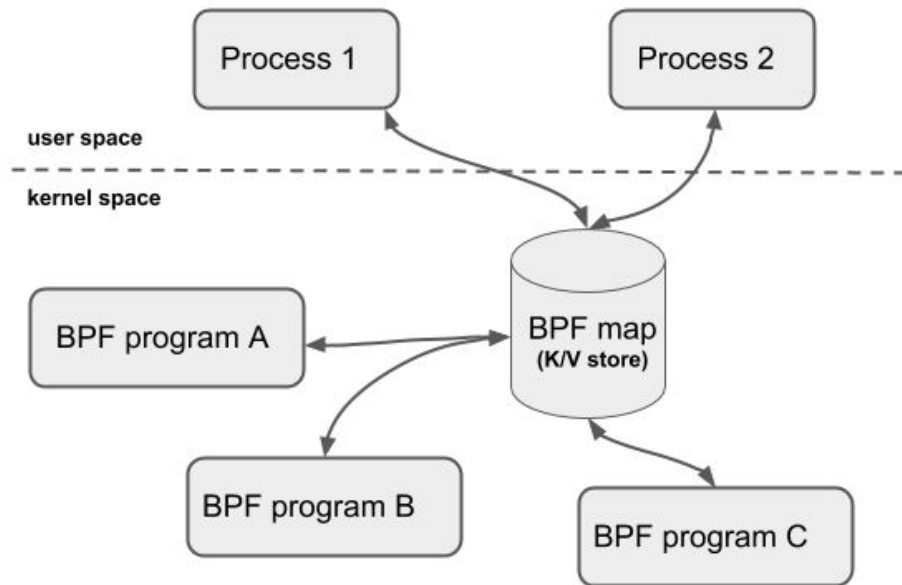 Process 1
Process 2
user space
kernel space
BPF program A
BPF map
(K/V store)
BPF program B
BPF program C